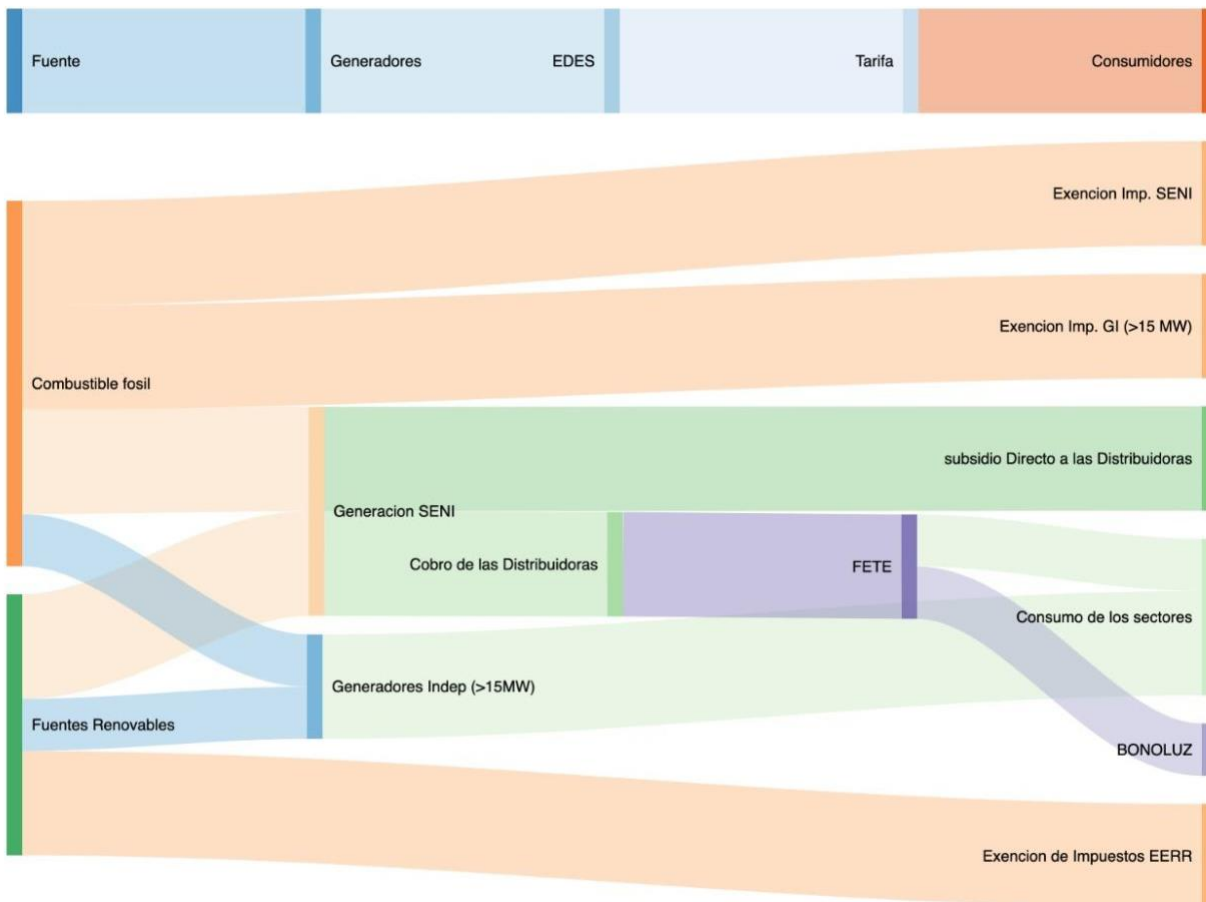 Fuente
Generadores
EDES
Tarifa
Consumidores
Exencion Imp. SENI
Exencion Imp. GI (>15 MW)
Combustible fosil
subsidio Directo a las Distribuidoras
Generacion SENI
Cobro de las Distribuidoras
FETE
Consumo de los sectores
Generadores Indep (>15MW)
Fuentes Renovables
BONOLUZ
Exencion de Impuestos EERR